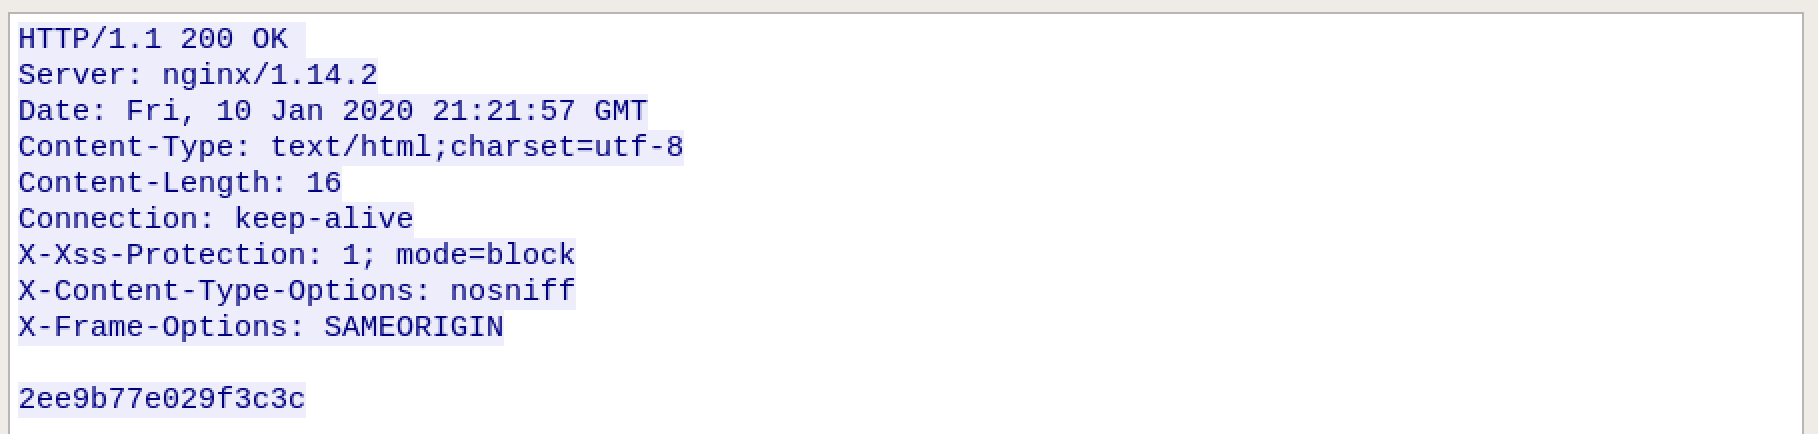 HTTP/1.1 200 OK
Server: nginx/1.14.2
Date: Fri, 10 Jan 2020 21:21:57 GMT
Content-Type: text/html;charset=utf-8
Content-Length: 16
Connection: keep-alive
X-Xss-Protection: 1; mode=block
X-Content-Type-Options: nosniff
X-Frame-Options: SAMEORIGIN

2ee9b77e029f3c3c